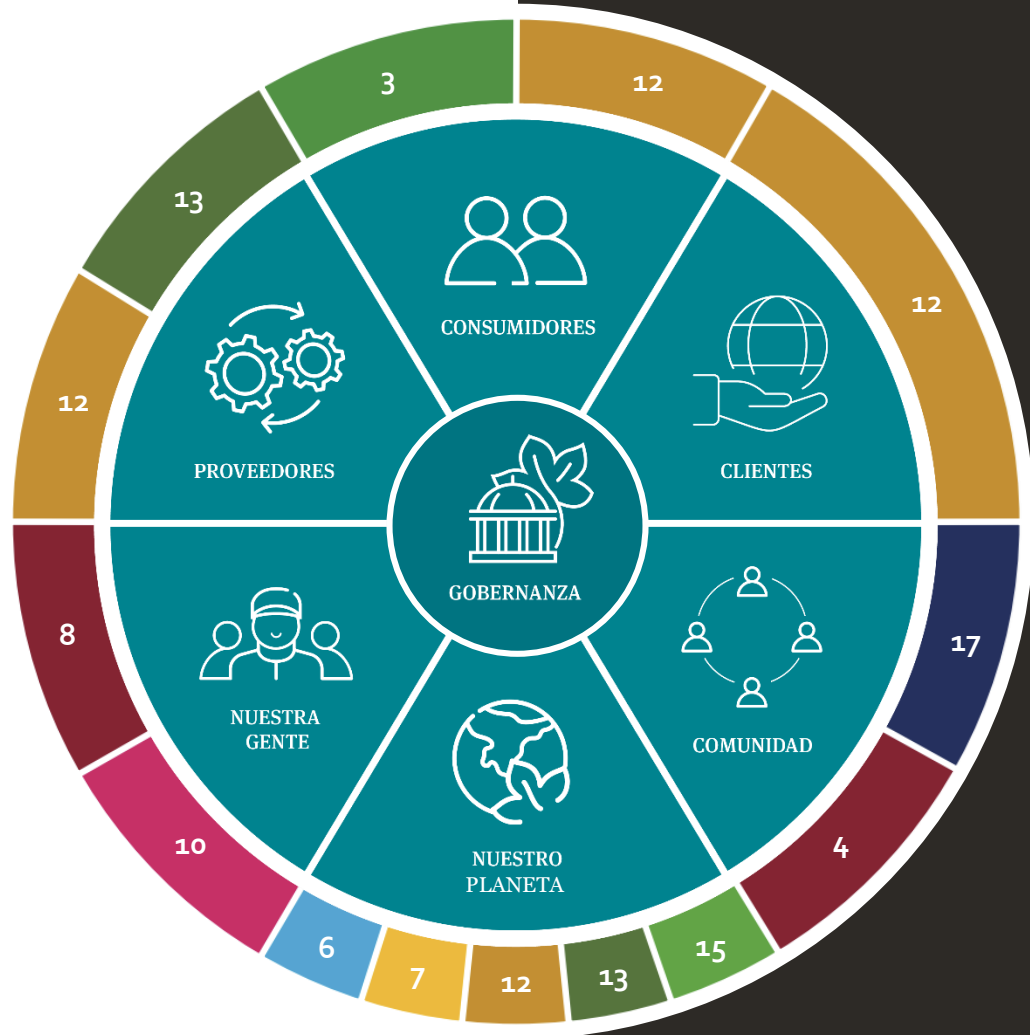 3
12
13
12
12
CONSUMIDORES
PROVEEDORES
CLIENTES
GOBERNANZA
8
17
NUESTRA
GENTE
COMUNIDAD
10
4
NUESTRO
PLANETA
6
7
12
13
15